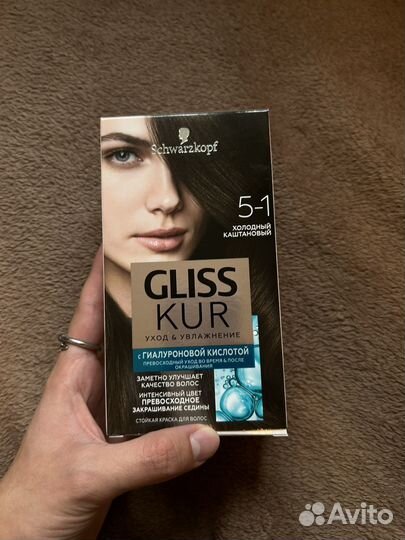 Schwarzkopf
5-1
ХОЛОДНЫЙ
КАШТАНОВЫЙ
GLISS
KUR
УХОД & УВЛАЖНЕНИЕ
с ГИАЛУРОНОВОЙ КИСЛОТОЙ
ПРЕВОСХОДНЫЙ УХОД ВО ВРЕМЯ & ПОСЛЕ
ОКРАШИВАНИЯ
ЗАМЕТНО УЛУЧШАЕТ
КАЧЕСТВО ВОЛОС
ИНТЕНСИВНЫЙ ЦВЕТ
ПРЕВОСХОДНОЕ
ЗАКРАШИВАНИЕ СЕДИНЫ
СТОЙКАЯ КРАСКА ДЛЯ ВОЛОС
Avito